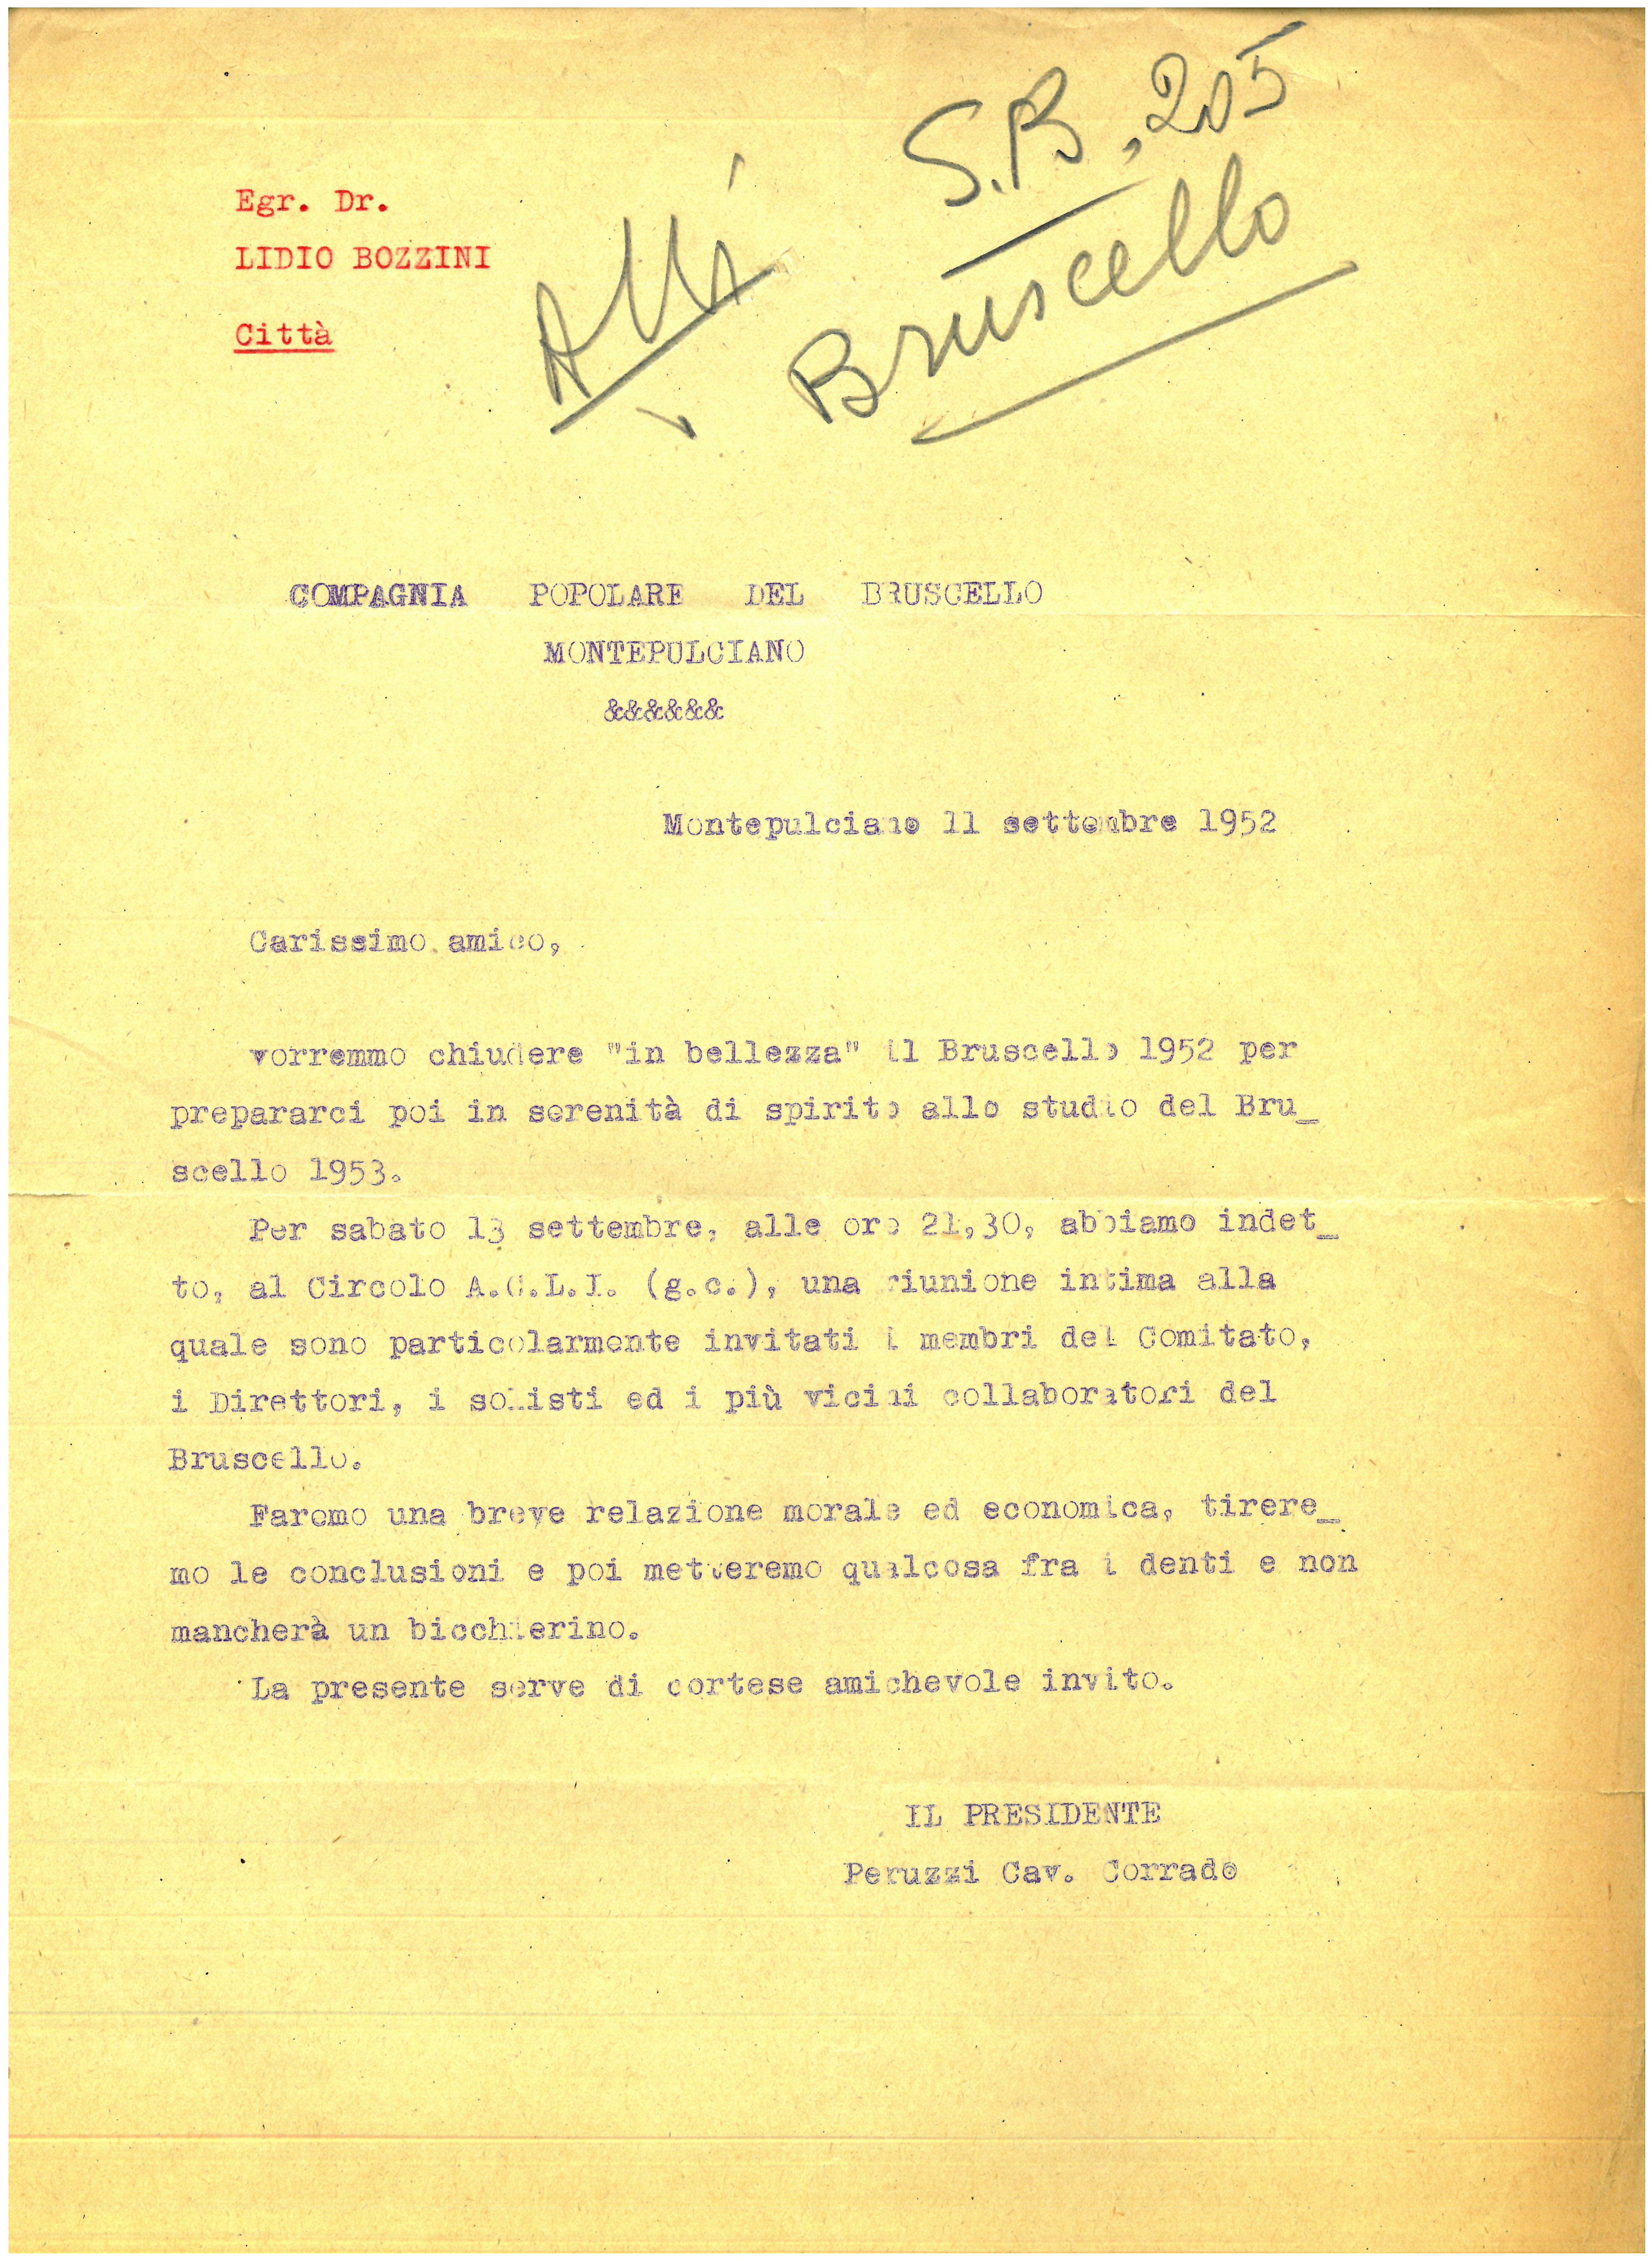 S.B. 205
Bruscello
Egr. Dr.
LIDIO BOZZINI
Città
COMPAGNIA POPOLARE DEL BRUSCELLO
MONTEPULCIANO
&&&&&&
Montepulciano 11 settembre 1952
Carissimo amico,
vorremmo chiudere "in bellezza" il Bruscello 1952 per
prepararci poi in serenità di spirito allo studio del Bru_
scello 1953.
Per sabato 13 settembre, alle ore 21,30, abbiamo indet_
to, al Circolo A.C.L.I. (g.c.), una riunione intima alla
quale sono particolarmente invitati i membri del Comitato,
i Direttori, i solisti ed i più vicini collaboratori del
Bruscello.
Faremo una breve relazione morale ed economica, tirere_
mo le conclusioni e poi metteremo qualcosa fra i denti e non
mancherà un bicchierino.
La presente serve di cortese amichevole invito.
IL PRESIDENTE
Peruzzi Cav. Corrado